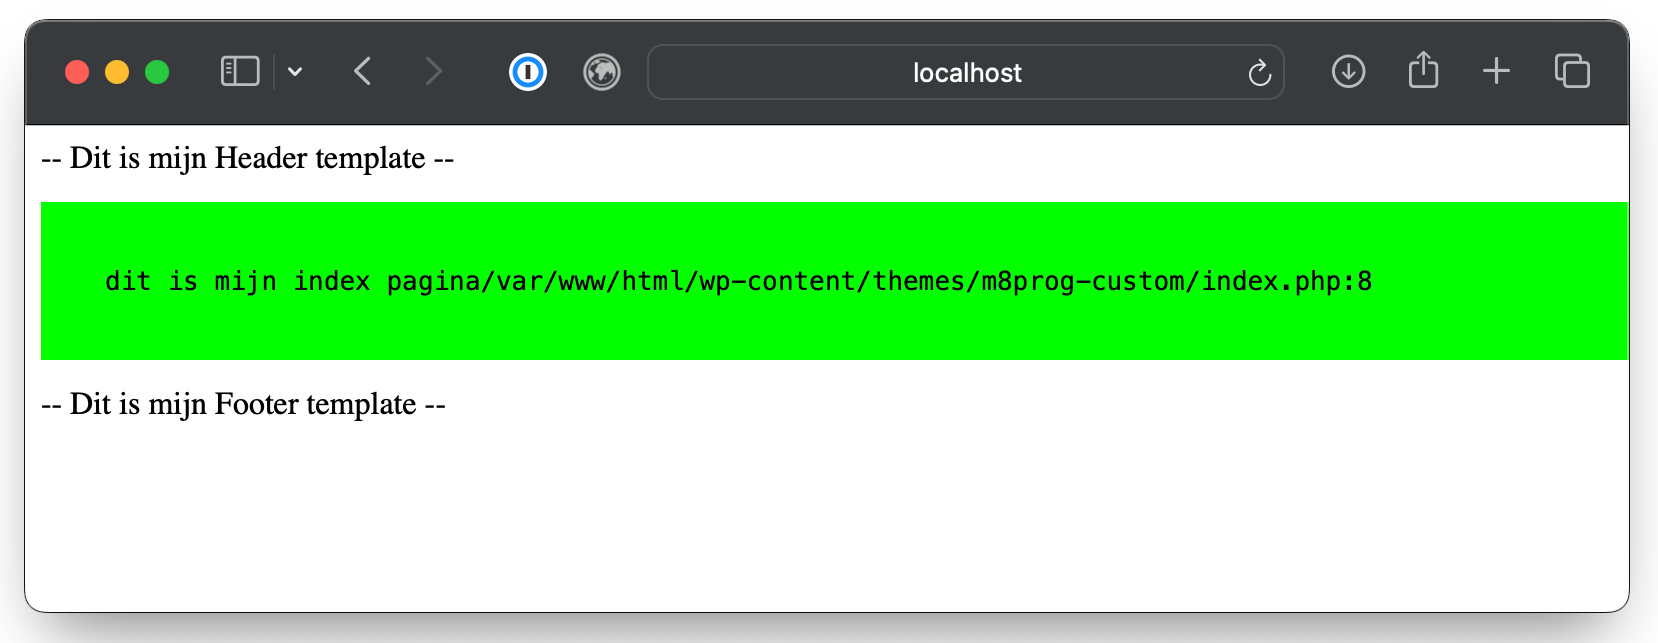 localhost
-- Dit is mijn Header template --
dit is mijn index pagina/var/www/html/wp-content/themes/m8prog-custom/index.php:8
-- Dit is mijn Footer template --